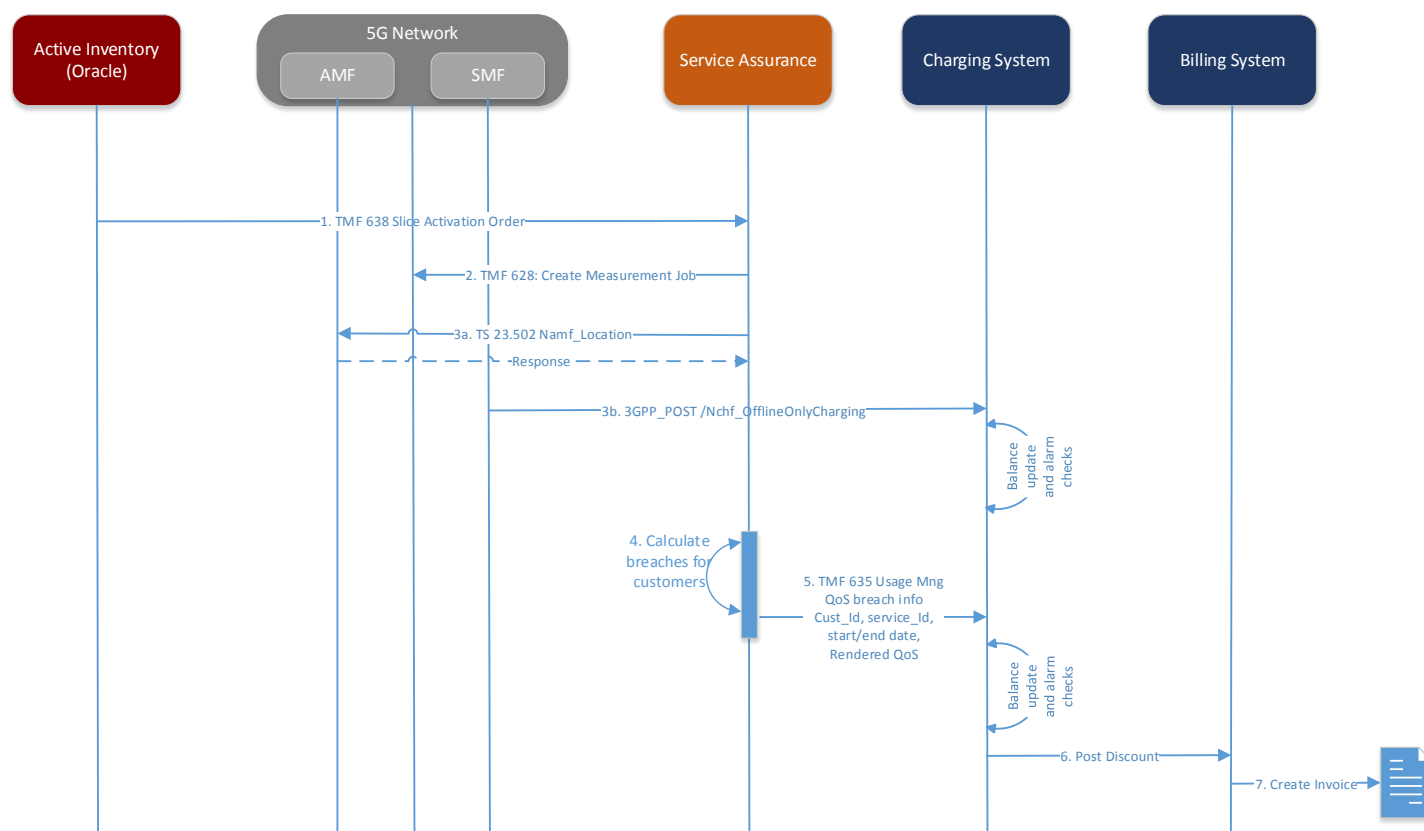 Active Inventory
(Oracle)
5G Network
AMF
SMF
Service Assurance
Charging System
Billing System
1. TMF 638 Slice Activation Order
2. TMF 628: Create Measurement Job
3a. TS 23.502 Namf_Location
Response
3b. 3GPP_POST /Nchf_OfflineOnlyCharging
Balance
update
and alarm
checks
4. Calculate
breaches for
customers
5. TMF 635 Usage Mng
QoS breach info
Cust_Id, service_Id,
start/end date,
Rendered QoS
Balance
update
and alarm
checks
6. Post Discount
7. Create Invoice